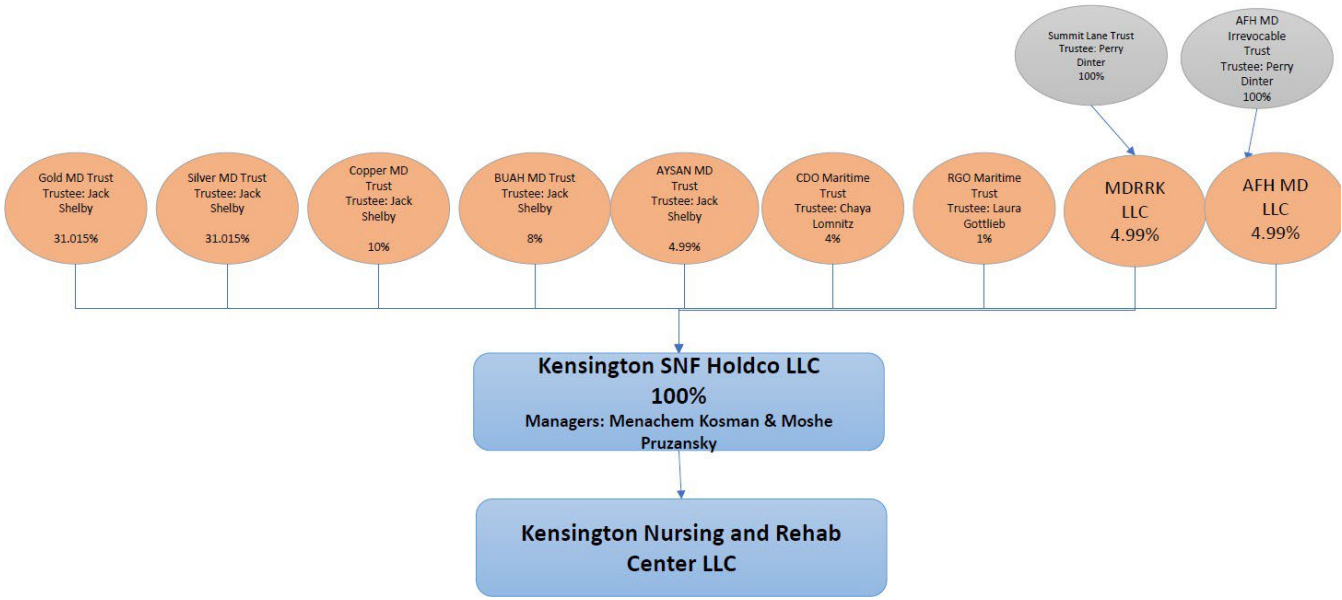 Summit Lane Trust
Trustee: Perry
Dinter
100%
AFH MD
Irrevocable
Trust
Trustee: Perry
Dinter
100%
Gold MD Trust
Trustee: Jack
Shelby
31.015%
Silver MD Trust
Trustee: Jack
Shelby
31.015%
Copper MD
Trust
Trustee: Jack
Shelby
10%
BUAH MD Trust
Trustee: Jack
Shelby
8%
AYSAN MD
Trust
Trustee: Jack
Shelby
4.99%
CDO Maritime
Trust
Trustee: Chaya
Lomnitz
4%
RGO Maritime
Trust
Trustee: Laura
Gottlieb
1%
MDRRK
LLC
4.99%
AFH MD
LLC
4.99%
Kensington SNF Holdco LLC
100%
Managers: Menachem Kosman & Moshe
Pruzansky
Kensington Nursing and Rehab
Center LLC